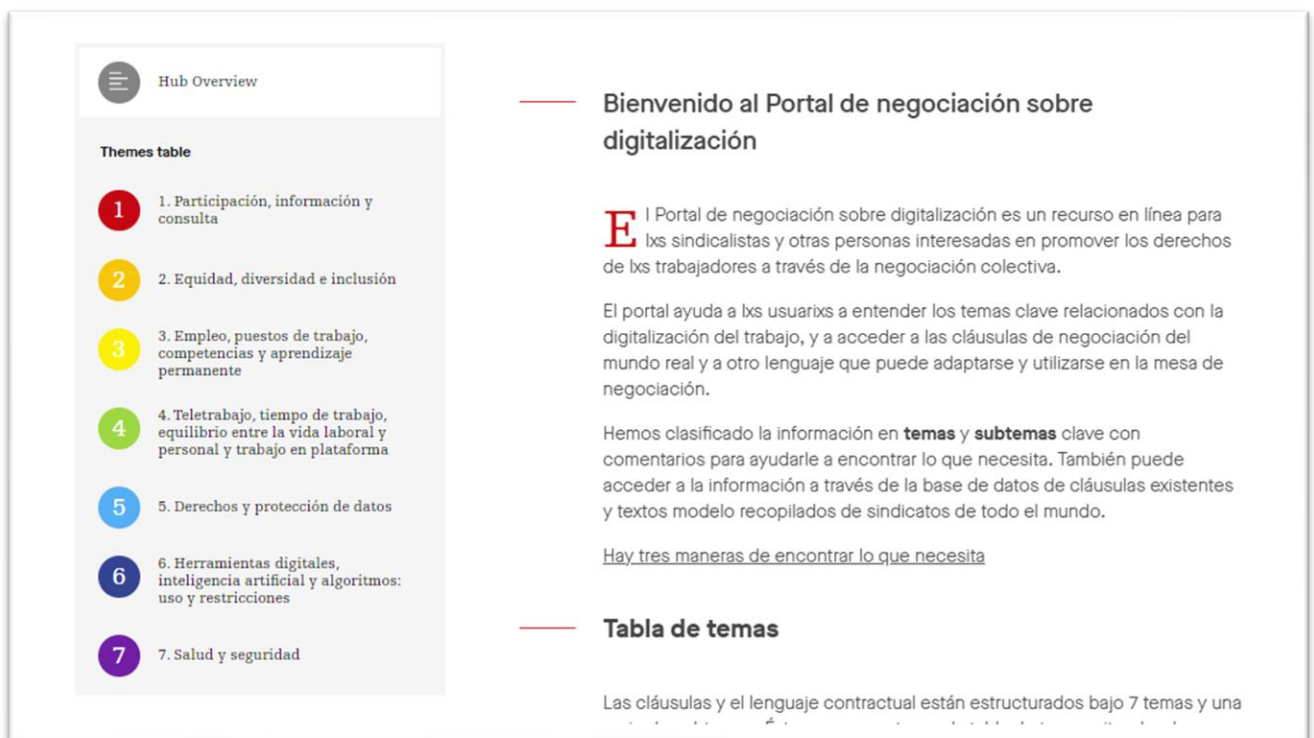 Hub Overview
Themes table
1
1. Participación, información y
consulta
2
2. Equidad, diversidad e inclusión
3
3. Empleo, puestos de trabajo,
competencias y aprendizaje
permanente
4
4. Teletrabajo, tiempo de trabajo,
equilibrio entre la vida laboral y
personal y trabajo en plataforma
5
5. Derechos y protección de datos
6
6. Herramientas digitales,
inteligencia artificial y algoritmos:
uso y restricciones
7
7. Salud y seguridad
Bienvenido al Portal de negociación sobre
digitalización
El Portal de negociación sobre digitalización es un recurso en línea para
lxs sindicalistas y otras personas interesadas en promover los derechos
de lxs trabajadores a través de la negociación colectiva.
El portal ayuda a lxs usuarixs a entender los temas clave relacionados con la
digitalización del trabajo, y a acceder a las cláusulas de negociación del
mundo real y a otro lenguaje que puede adaptarse y utilizarse en la mesa de
negociación.
Hemos clasificado la información en temas y subtemas clave con
comentarios para ayudarle a encontrar lo que necesita. También puede
acceder a la información a través de la base de datos de cláusulas existentes
y textos modelo recopilados de sindicatos de todo el mundo.
Hay tres maneras de encontrar lo que necesita
Tabla de temas
Las cláusulas y el lenguaje contractual están estructurados bajo 7 temas y una